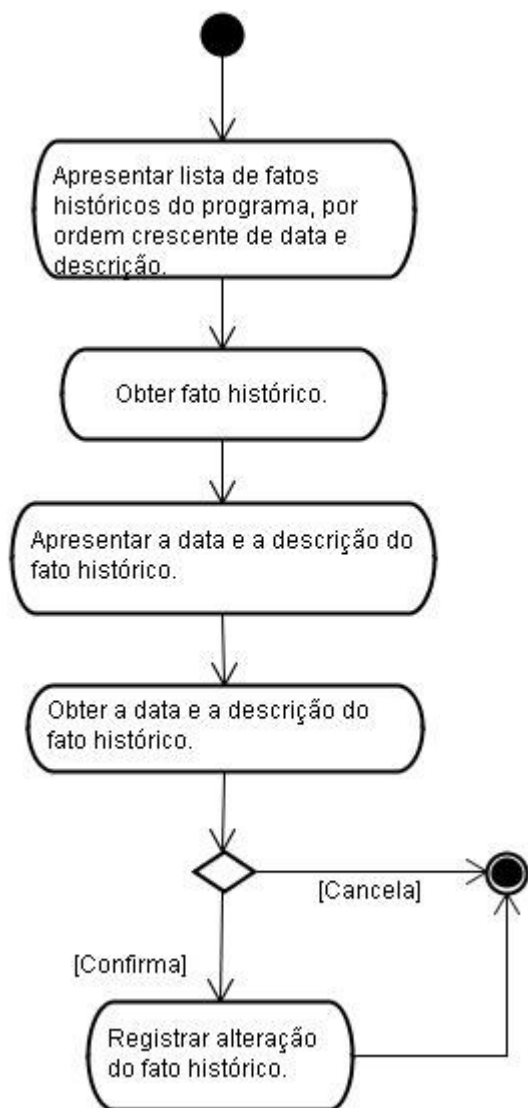 Apresentar lista de fatos
históricos do programa, por
ordem crescente de data e
descrição.
Obter fato histórico.
Apresentar a data e a descrição do
fato histórico.
Obter a data e a descrição do
fato histórico.
[Cancela]
[Confirma]
Registrar alteração
do fato histórico.